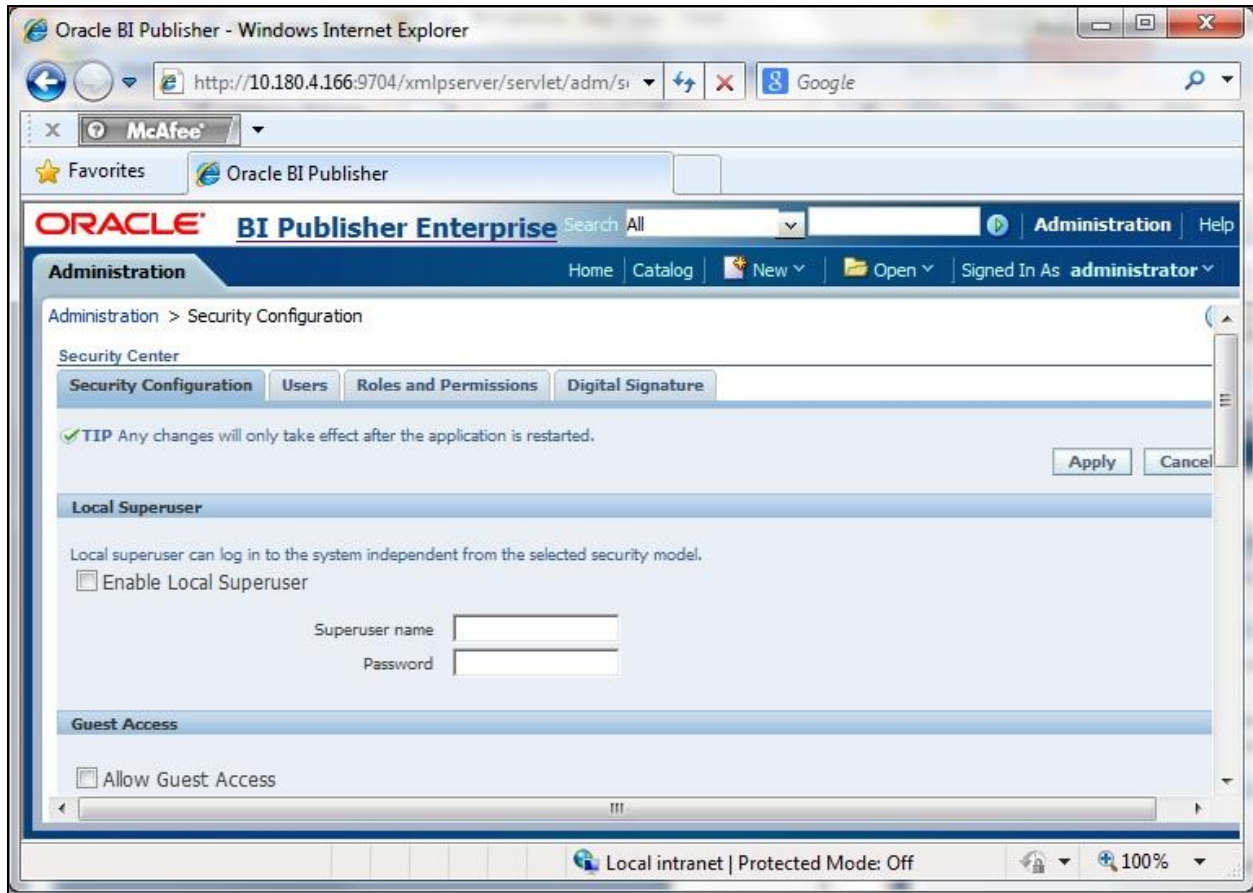 Oracle BI Publisher - Windows Internet Explorer
http://10.180.4.166:9704/xmlpserver/servlet/adm/s
Google
x McAfee
Favorites
Oracle BI Publisher
ORACLE BI Publisher Enterprise Search All Administration Help
Administration
Home Catalog New Open Signed In As administrator
Administration > Security Configuration
Security Center
Security Configuration Users Roles and Permissions Digital Signature
TIP Any changes will only take effect after the application is restarted.
Apply Cancel
Local Superuser
Local superuser can log in to the system independent from the selected security model.
Enable Local Superuser
Superuser name
Password
Guest Access
Allow Guest Access
Local intranet | Protected Mode: Off 100%